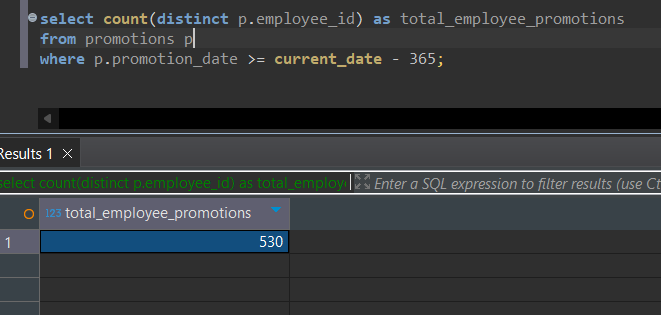 select count(distinct p.employee_id) as total_employee_promotions
from promotions p
where p.promotion_date >= current_date - 365;
Results 1 ×
select count(distinct p.employee_id) as total_employe
Enter a SQL expression to filter results (use Ct
123 total_employee_promotions
1 530